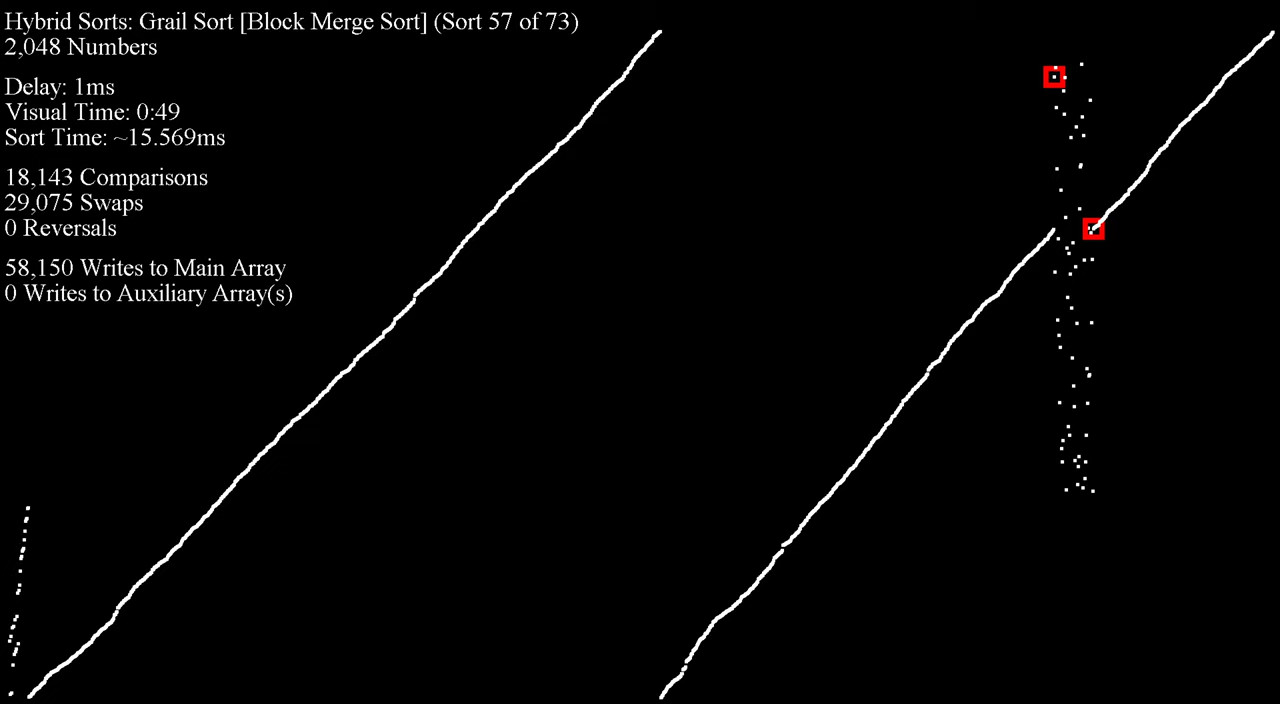 Hybrid Sorts: Grail Sort [Block Merge Sort] (Sort 57 of 73)
2,048 Numbers
Delay: 1ms
Visual Time: 0:49
Sort Time: ~15.569ms
18,143 Comparisons
29,075 Swaps
0 Reversals
58,150 Writes to Main Array
0 Writes to Auxiliary Array(s)